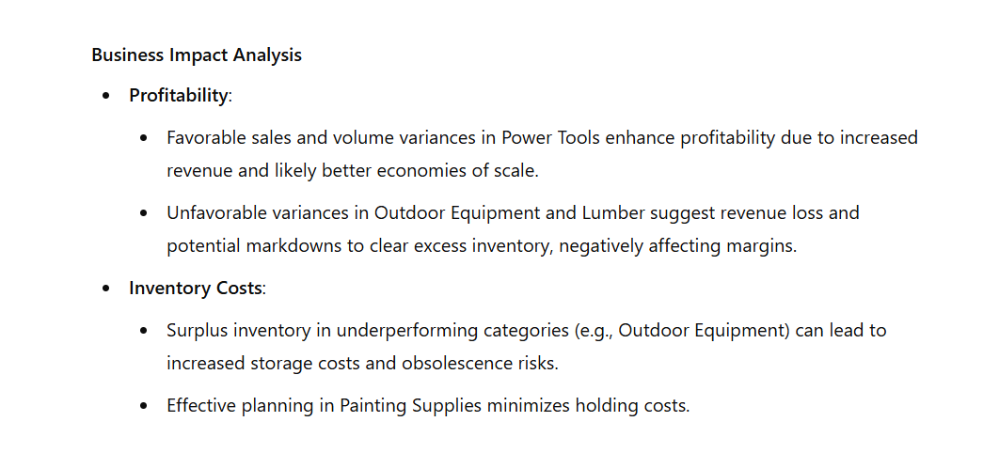 Business Impact Analysis
• Profitability:
• Favorable sales and volume variances in Power Tools enhance profitability due to increased
revenue and likely better economies of scale.
• Unfavorable variances in Outdoor Equipment and Lumber suggest revenue loss and
potential markdowns to clear excess inventory, negatively affecting margins.
• Inventory Costs:
• Surplus inventory in underperforming categories (e.g., Outdoor Equipment) can lead to
increased storage costs and obsolescence risks.
• Effective planning in Painting Supplies minimizes holding costs.